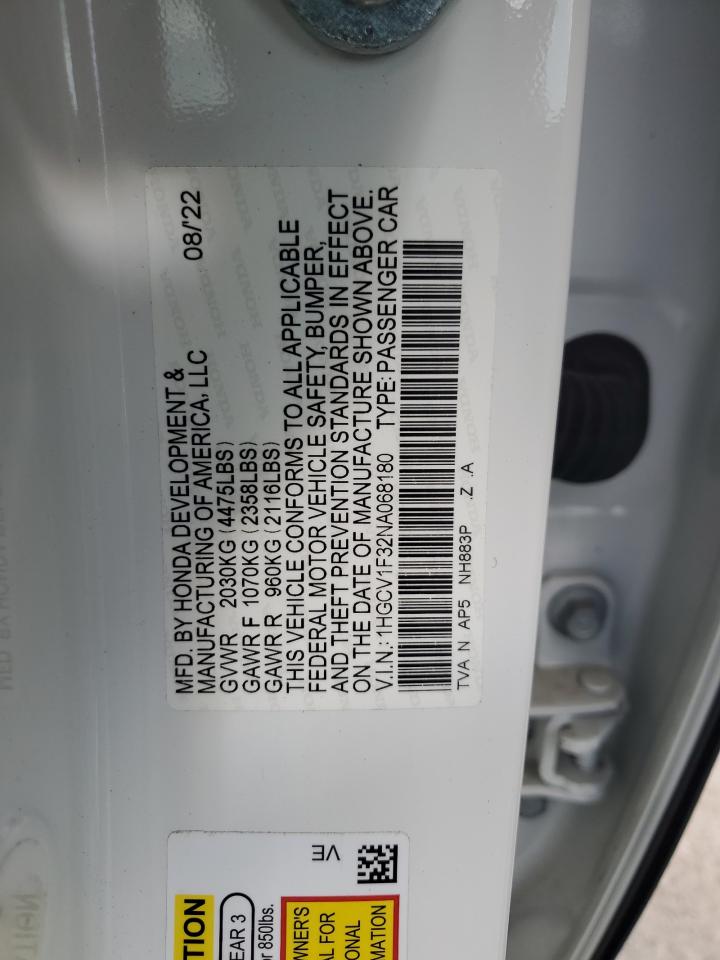 MFD. BY HONDA DEVELOPMENT &
MANUFACTURING OF AMERICA, LLC 08/'22
GVWR 2030KG (4475LBS)
GAWR F 1070KG (2358LBS)
GAWR R 960KG (2116LBS)
THIS VEHICLE CONFORMS TO ALL APPLICABLE
FEDERAL MOTOR VEHICLE SAFETY, BUMPER,
AND THEFT PREVENTION STANDARDS IN EFFECT
ON THE DATE OF MANUFACTURE SHOWN ABOVE.
V.I.N.: 1HGCV1F32NA068180 TYPE: PASSENGER CAR
TVA N AP5 NH883P .Z .A
VE
TION
EAR 3
r 850lbs.
WNER'S
AL FOR
ONAL
MATION